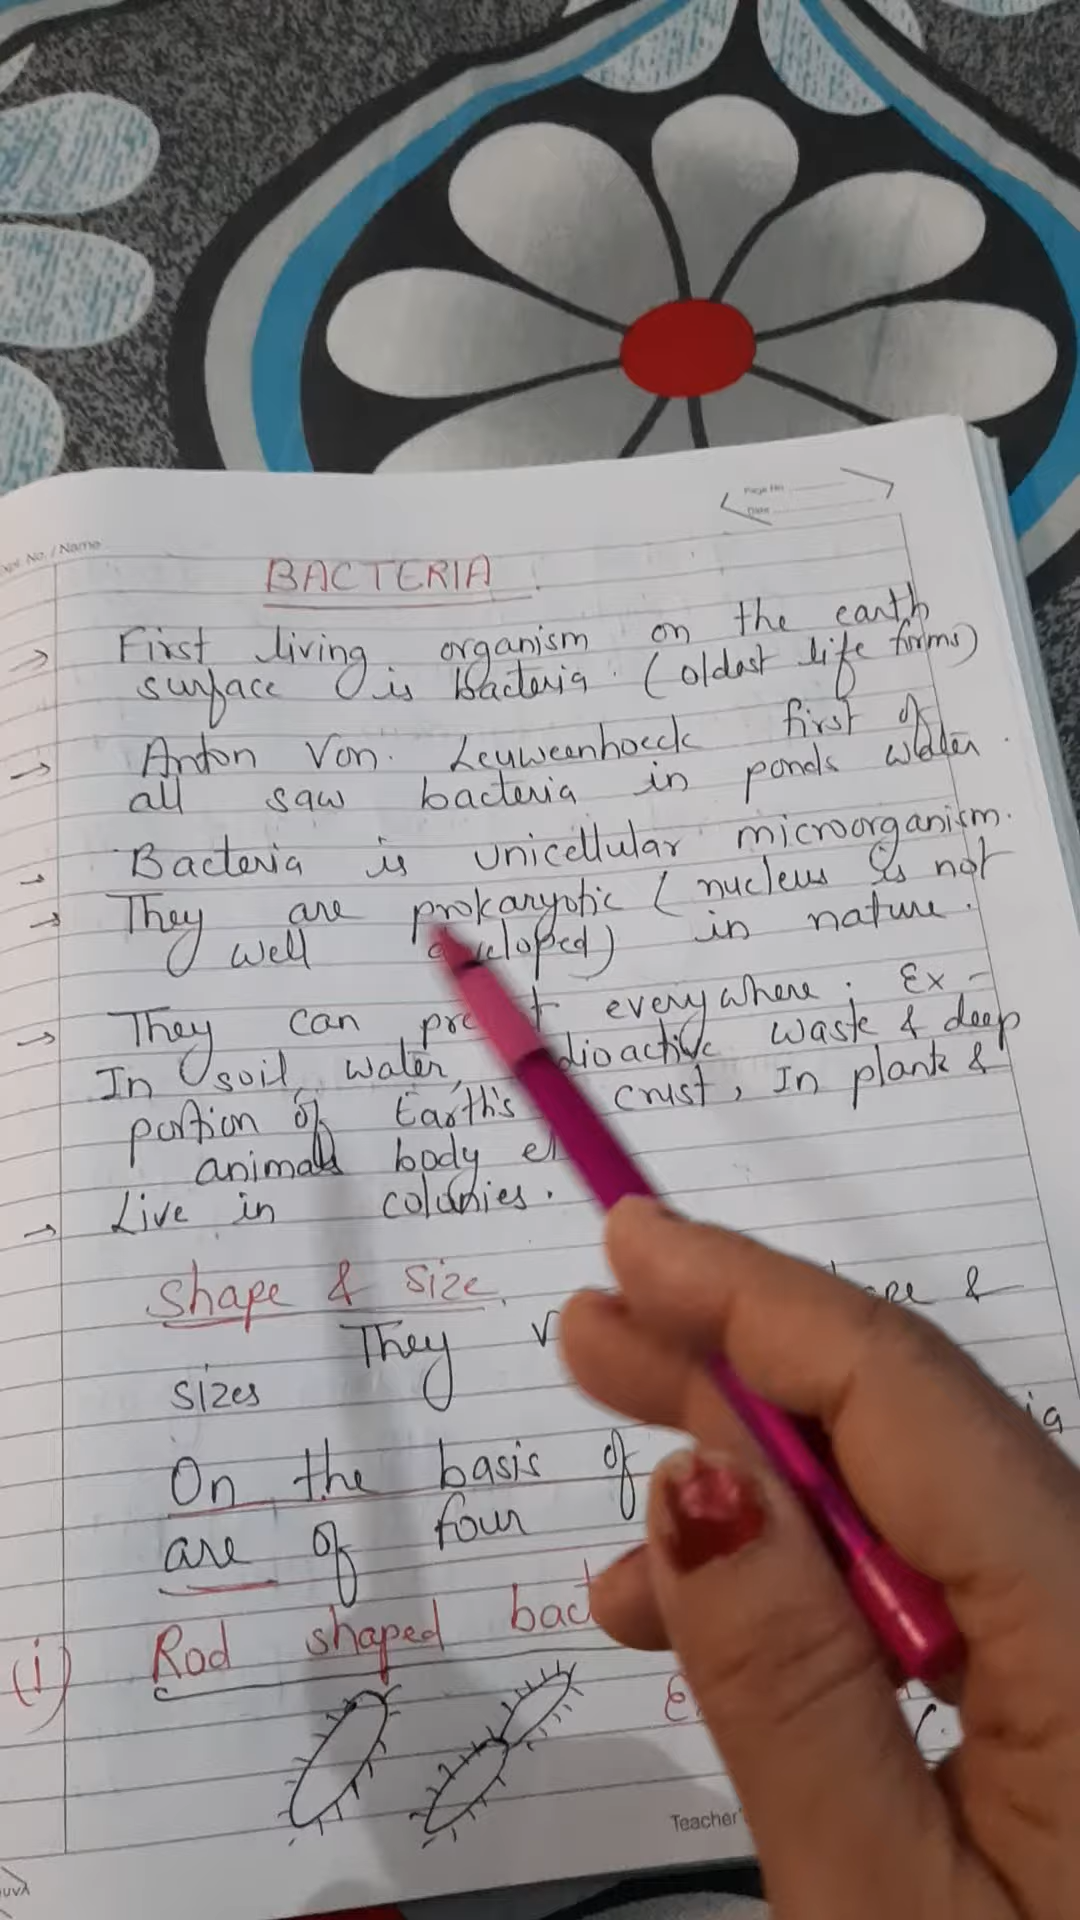 Page No.
Date
Expt. No. / Name
BACTERIA
→ First living organism on the earth
surface is bacteria. (oldest life forms)
→ Anton Von. Leuweenhoeck first of
all saw bacteria in ponds water.
→ Bacteria is unicellular microorganism.
→ They are prokaryotic (nucleus is not
well developed) in nature.
→ They can everywhere. Ex -
In soil, water, waste & deep
portion of Earth's crust, In plank &
animals body
→ Live in colonies.
shape & size.
They &
sizes
On the basis of
are of four
(i) Rod shaped
Teacher's